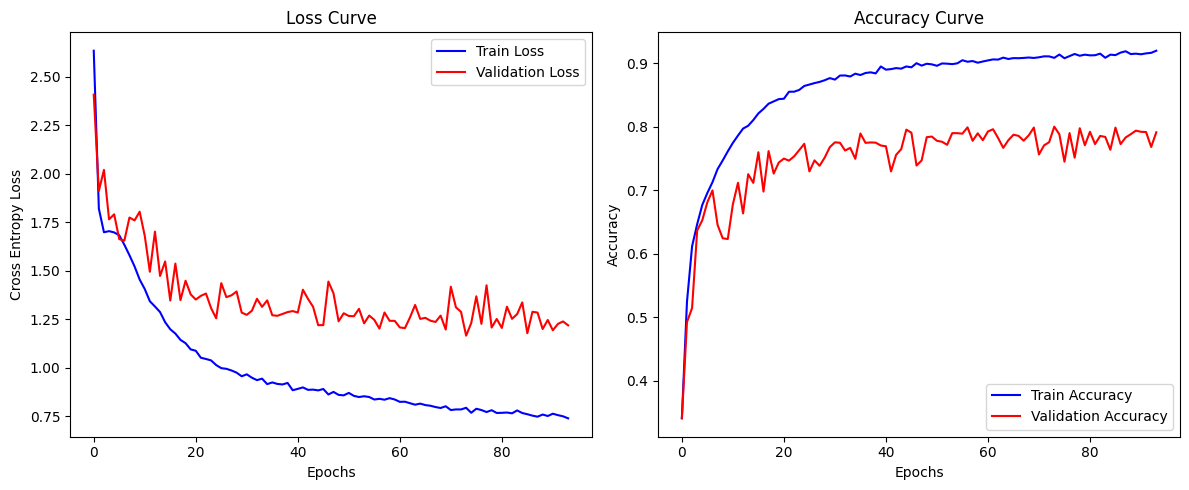 Loss Curve
Train Loss
Validation Loss
Cross Entropy Loss
2.50
2.25
2.00
1.75
1.50
1.25
1.00
0.75
0 20 40 60 80
Epochs
Accuracy Curve
Accuracy
0.9
0.8
0.7
0.6
0.5
0.4
Train Accuracy
Validation Accuracy
0 20 40 60 80
Epochs